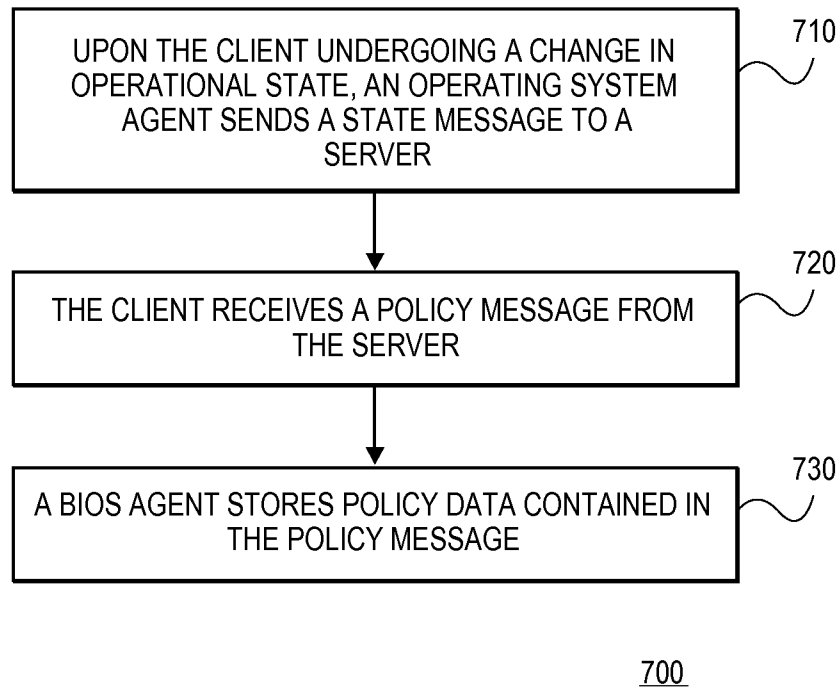 UPON THE CLIENT UNDERGOING A CHANGE IN
OPERATIONAL STATE, AN OPERATING SYSTEM
AGENT SENDS A STATE MESSAGE TO A
SERVER
710
THE CLIENT RECEIVES A POLICY MESSAGE FROM
THE SERVER
720
A BIOS AGENT STORES POLICY DATA CONTAINED IN
THE POLICY MESSAGE
730
700